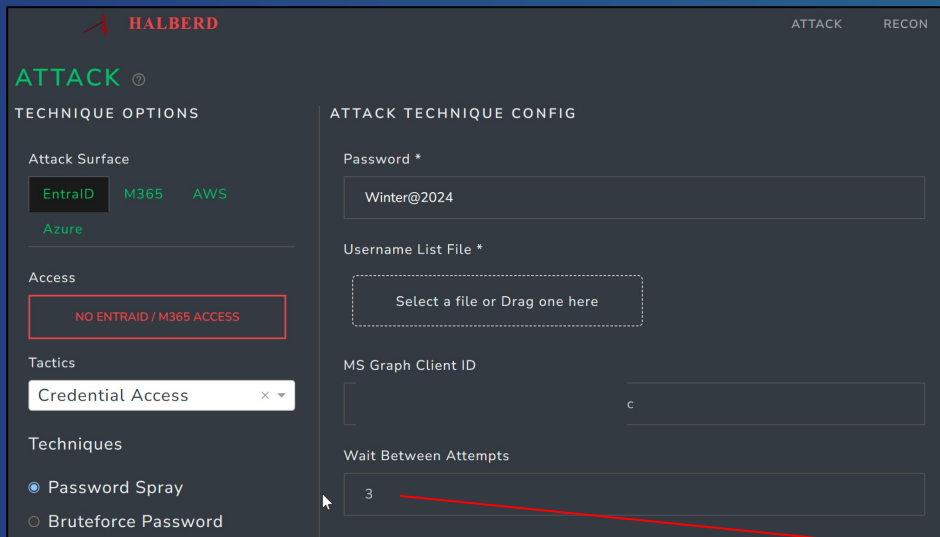 HALBERD
ATTACK RECON
ATTACK ?
TECHNIQUE OPTIONS
Attack Surface
EntraID M365 AWS
Azure
Access
NO ENTRAID / M365 ACCESS
Tactics
Credential Access
Techniques
Password Spray
Bruteforce Password
ATTACK TECHNIQUE CONFIG
Password *
Winter@2024
Username List File *
Select a file or Drag one here
MS Graph Client ID
c
Wait Between Attempts
3